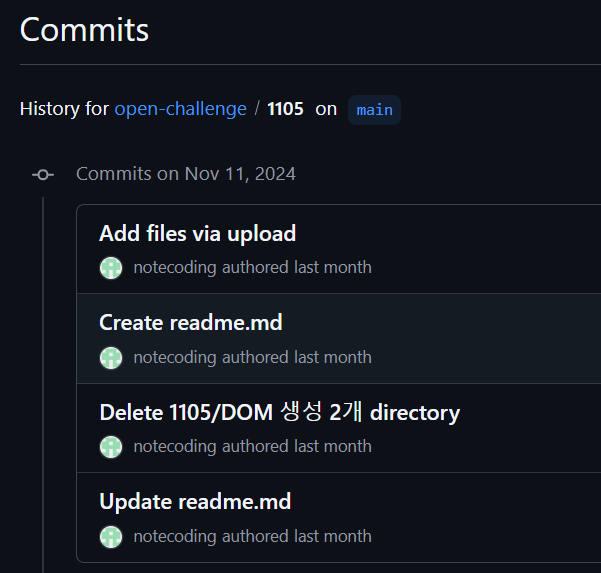 Commits
History for open-challenge / 1105 on main
Commits on Nov 11, 2024
Add files via upload
notecoding authored last month
Create readme.md
notecoding authored last month
Delete 1105/DOM 생성 2개 directory
notecoding authored last month
Update readme.md
notecoding authored last month